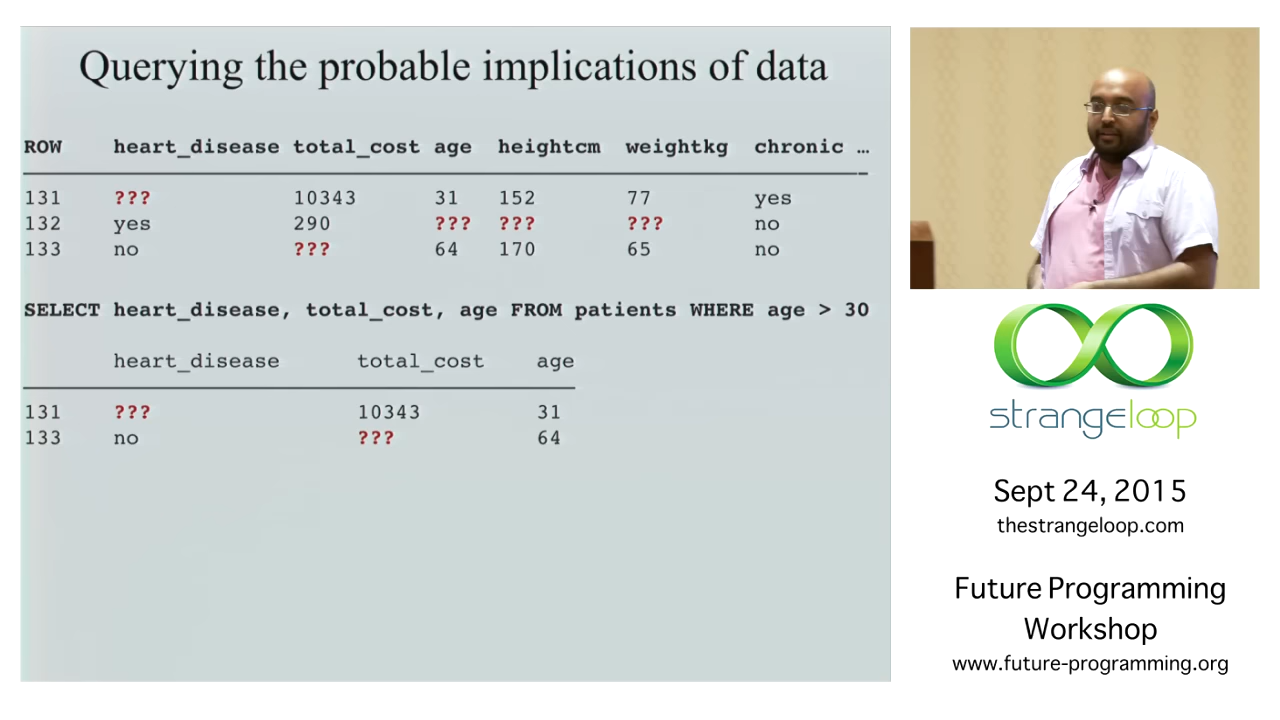 Querying the probable implications of data
ROW heart_disease total_cost age heightcm weightkg chronic …
131 ??? 10343 31 152 77 yes
132 yes 290 ??? ??? ??? no
133 no ??? 64 170 65 no
SELECT heart_disease, total_cost, age FROM patients WHERE age > 30
heart_disease total_cost age
131 ??? 10343 31
133 no ??? 64
strangeloop
Sept 24, 2015
thestrangeloop.com
Future Programming
Workshop
www.future-programming.org